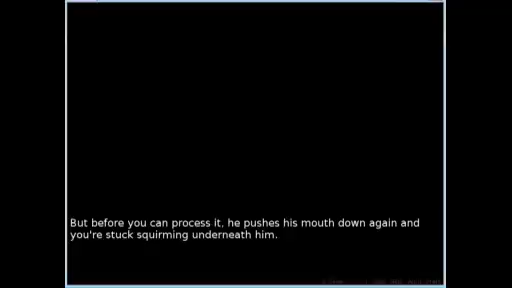 But before you can process it, he pushes his mouth down again and
you're stuck squirming underneath him.